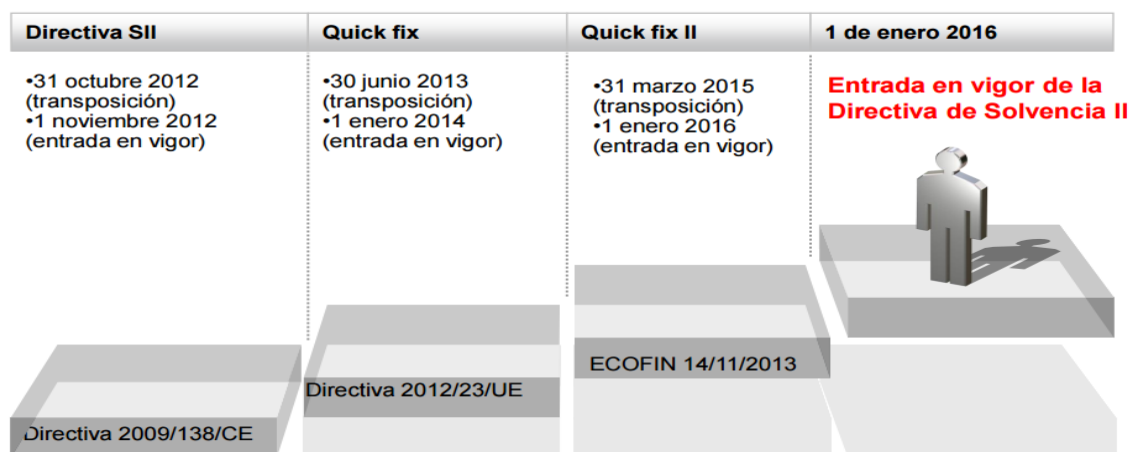 Directiva SII
Quick fix
Quick fix II
1 de enero 2016
•31 octubre 2012
(transposición)
•1 noviembre 2012
(entrada en vigor)
•30 junio 2013
(transposición)
•1 enero 2014
(entrada en vigor)
•31 marzo 2015
(transposición)
•1 enero 2016
(entrada en vigor)
Entrada en vigor de la
Directiva de Solvencia II
Directiva 2009/138/CE
Directiva 2012/23/UE
ECOFIN 14/11/2013